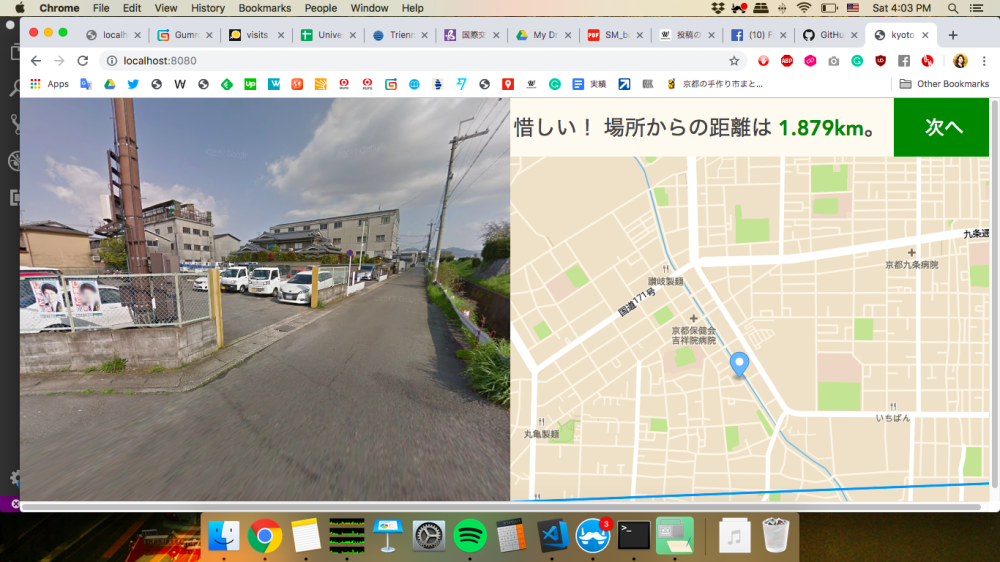 Chrome File Edit View History Bookmarks People Window Help Sat 4:03 PM
localh Gumr visits Unive Trienn 国際交 My Dr SM_b 投稿の (10) F GitHu kyoto
localhost:8080
Apps 実績 京都の手作り市まと… Other Bookmarks
惜しい！ 場所からの距離は 1.879km。 次へ
九条通
京都九条病院
讃岐製麺
国道171号
京都保健会
吉祥院病院
いちばん
丸亀製麺
3